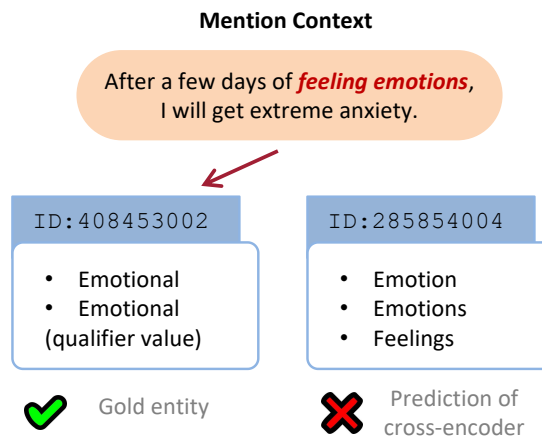 Mention Context
After a few days of feeling emotions,
I will get extreme anxiety.
ID:408453002
• Emotional
• Emotional
(qualifier value)
Gold entity
ID:285854004
• Emotion
• Emotions
• Feelings
Prediction of
cross-encoder